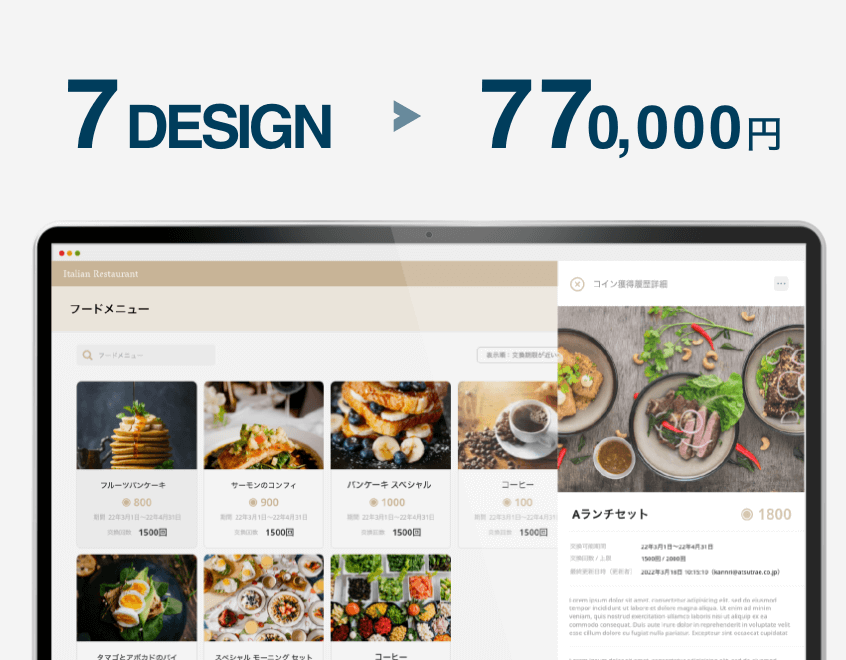 7 DESIGN > 770,000円
Italian Restaurant
フードメニュー
フードメニュー
表示順：交換期限が近い
コイン獲得履歴詳細
フルーツパンケーキ
800
期間 22年3月1日〜22年4月31日
交換回数 1500回
サーモンのコンフィ
900
期間 22年3月1日〜22年4月31日
交換回数 1500回
パンケーキ スペシャル
1000
期間 22年3月1日〜22年4月31日
交換回数 1500回
コーヒー
100
期間 22年3月1日〜22年4月31日
交換回数 1500回
タマゴとアボカドのパイ
スペシャル モーニング セット
コーヒー
Aランチセット
1800
交換可能期間 22年3月1日〜22年4月31日
交換回数 / 上限 1500回 / 2000回
最終更新日時（更新者） 2022年3月18日 10:15:10（kanrin@atsutrae.co.jp）
Lorem ipsum dolor sit amet, consectetur adipiscing elit, sed do eiusmod
tempor incididunt ut labore et dolore magna aliqua. Ut enim ad minim
veniam, quis nostrud exercitation ullamco laboris nisi ut aliquip ex ea
commodo consequat. Duis aute irure dolor in reprehenderit in voluptate velit
esse cillum dolore eu fugiat nulla pariatur. Excepteur sint occaecat cupidatat